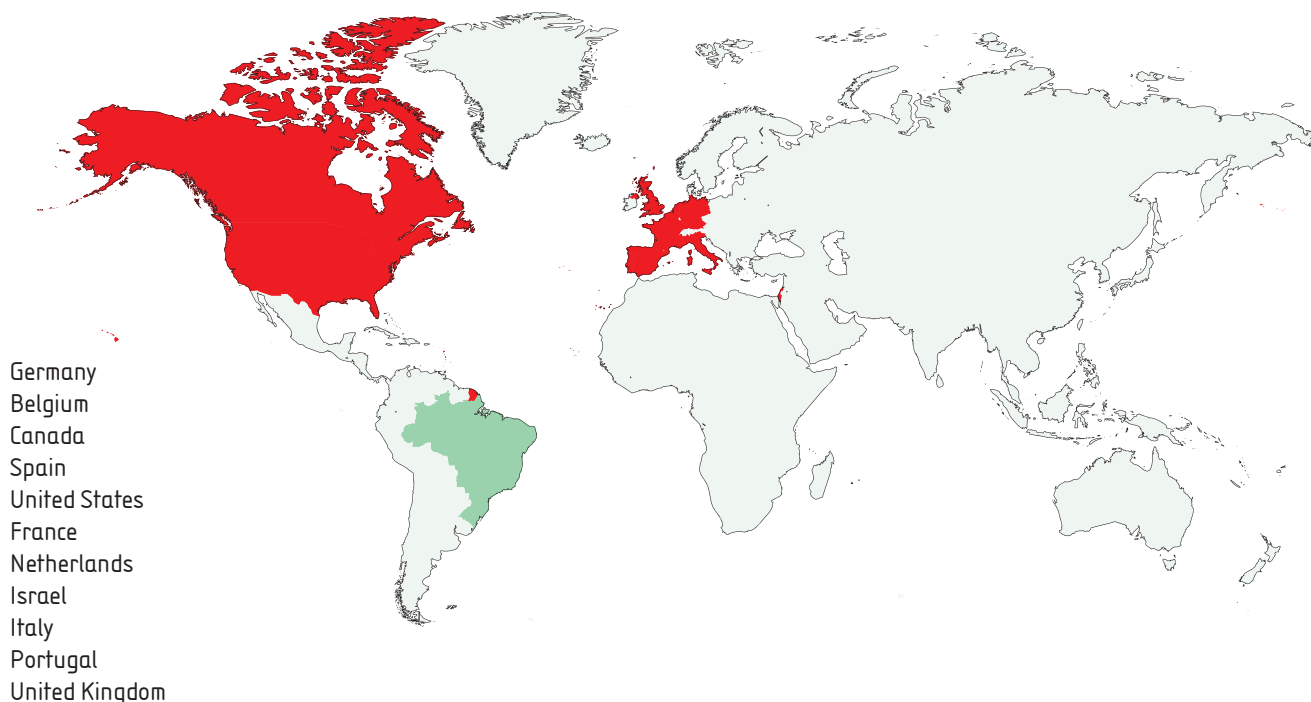 Germany
Belgium
Canada
Spain
United States
France
Netherlands
Israel
Italy
Portugal
United Kingdom